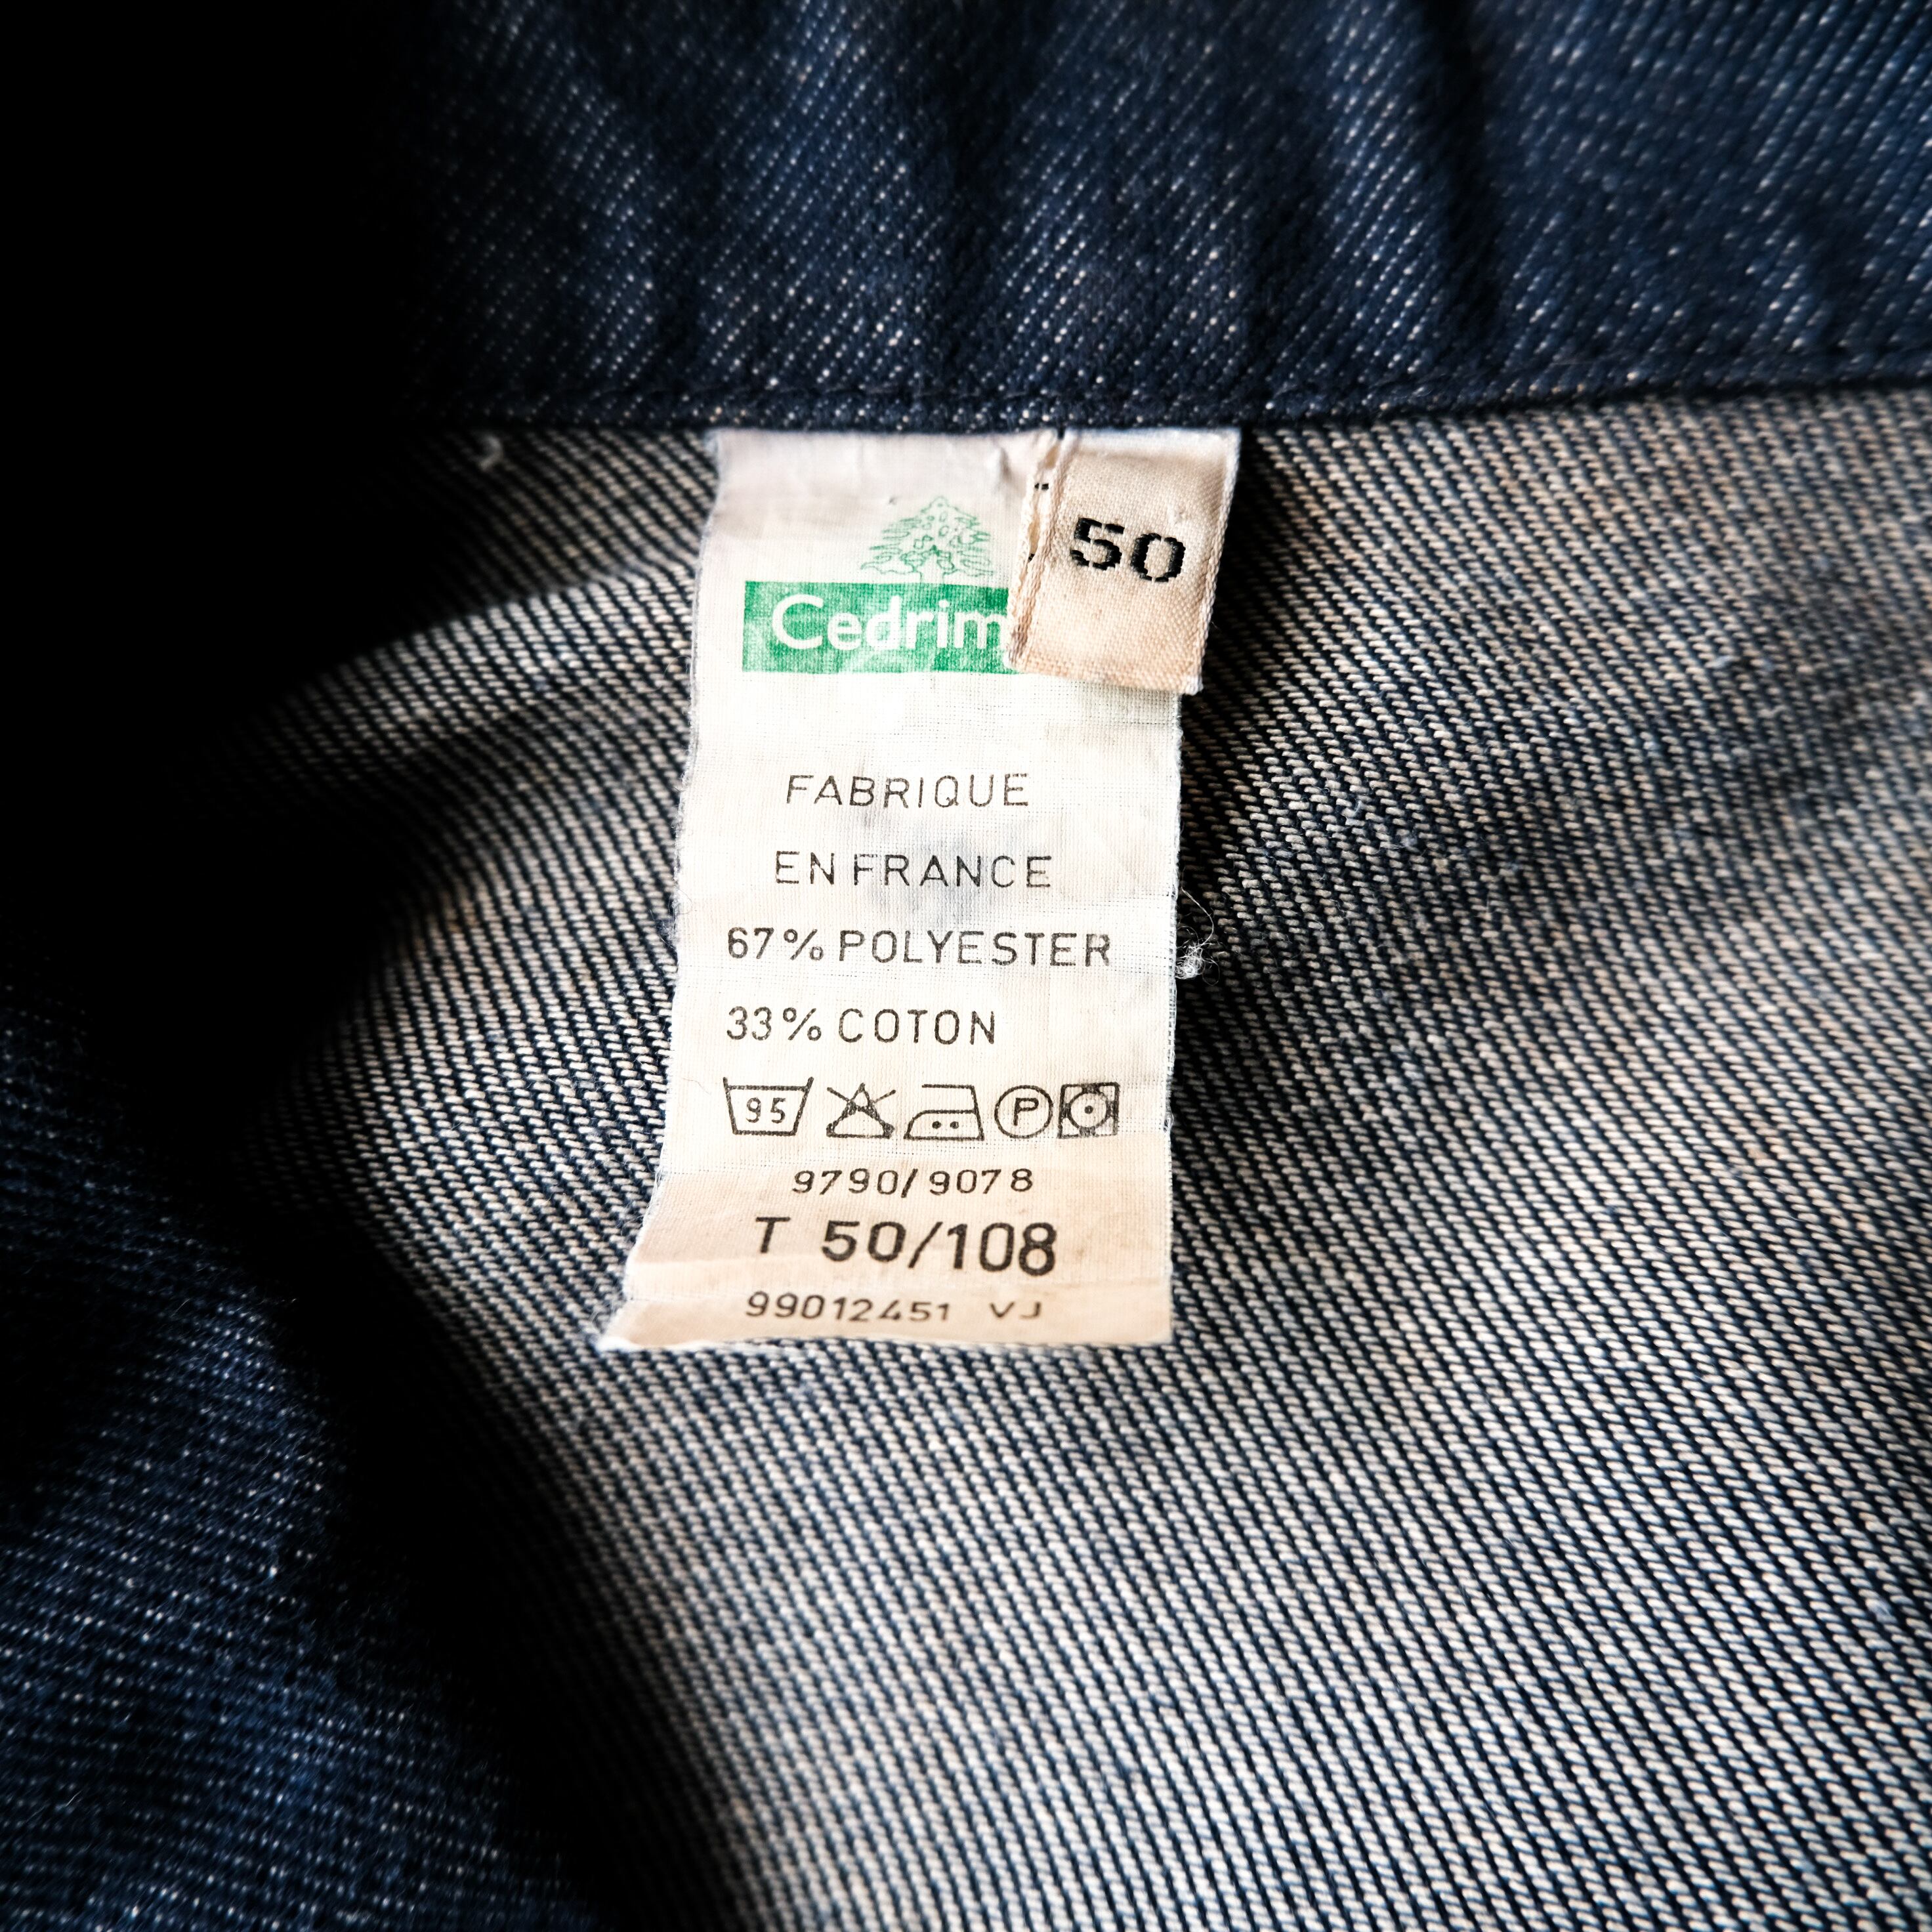 50
Cedrim
FABRIQUE
EN FRANCE
67% POLYESTER
33% COTON
95 P
9790/9078
T 50/108
99012451 VJ